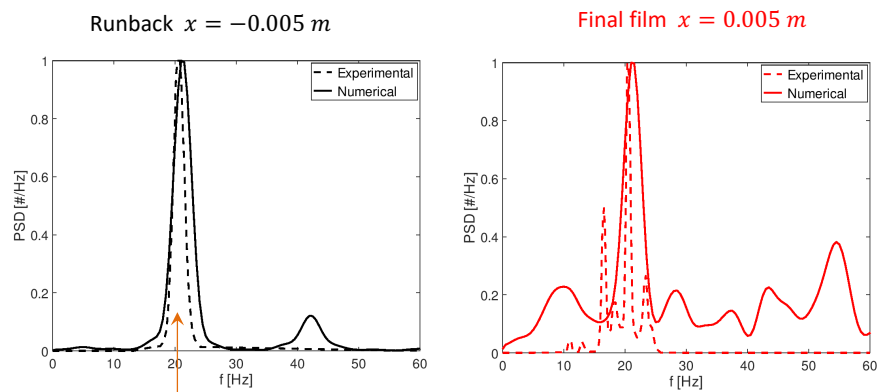 Runback x = −0.005 m
Final film x = 0.005 m
PSD [#/Hz]
1
0.8
0.6
0.4
0.2
0
0 10 20 30 40 50 60
f [Hz]
Experimental
Numerical
PSD [#/Hz]
1
0.8
0.6
0.4
0.2
0
0 10 20 30 40 50 60
f [Hz]
Experimental
Numerical